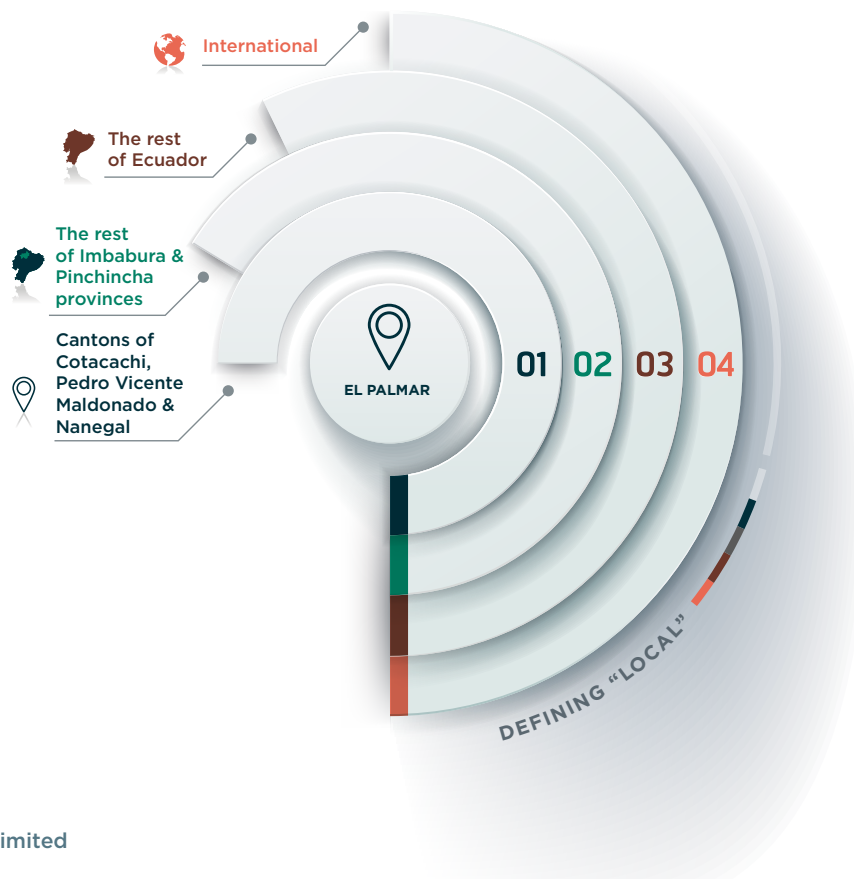 International
The rest
of Ecuador
The rest
of Imbabura &
Pinchincha
provinces
Cantons of
Cotacachi,
Pedro Vicente
Maldonado &
Nanegal
EL PALMAR
01 02 03 04
DEFINING “LOCAL”
imited